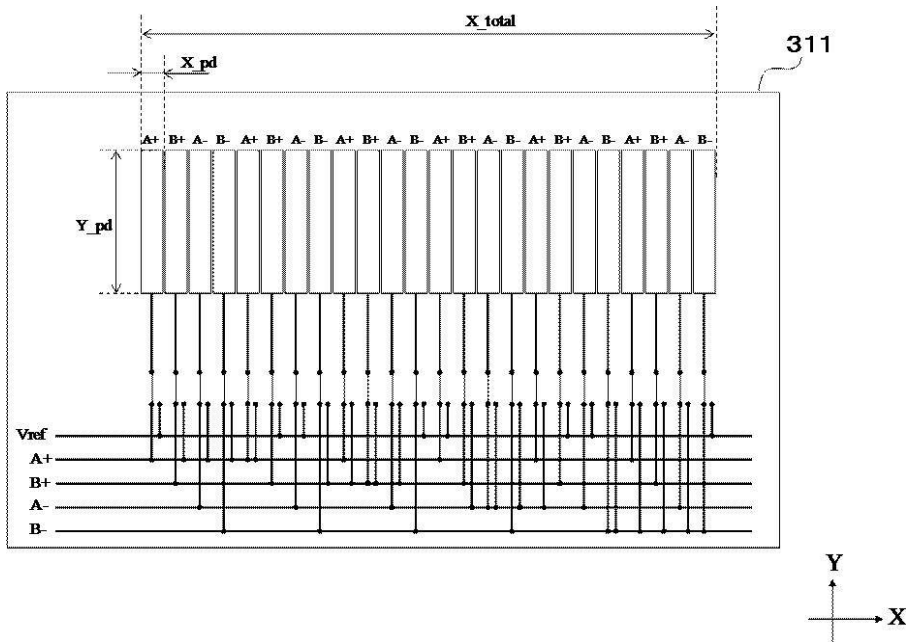 X_total
X_pd
311
A+ B+ A- B- A+ B+ A- B- A+ B+ A- B- A+ B+ A- B- A+ B+ A- B- A+ B+ A- B-
Y_pd
Vref
A+
B+
A-
B-
Y
X